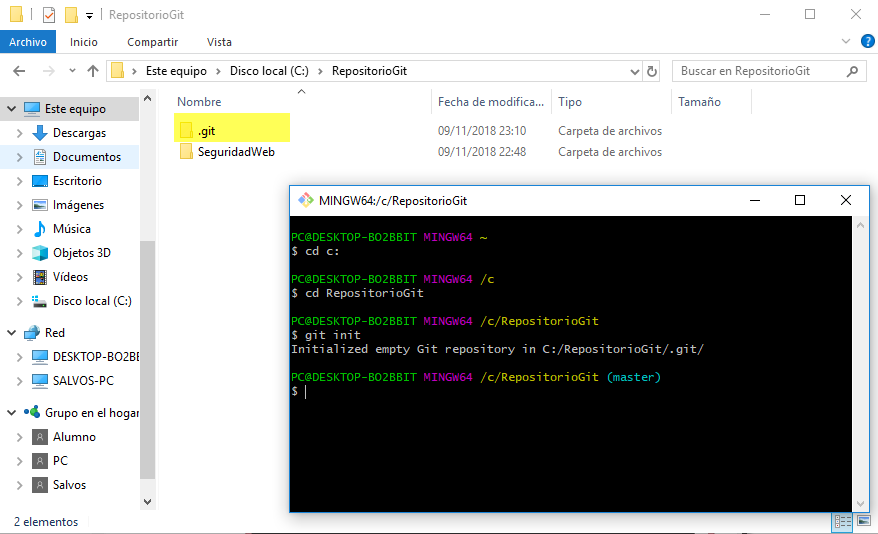 RepositorioGit
Archivo Inicio Compartir Vista
Este equipo Disco local (C:) RepositorioGit
Buscar en RepositorioGit
Este equipo
Descargas
Documentos
Escritorio
Imágenes
Música
Objetos 3D
Vídeos
Disco local (C:)
Red
DESKTOP-BO2BB
SALVOS-PC
Grupo en el hogar
Alumno
PC
Salvos
Nombre Fecha de modifica... Tipo Tamaño
.git 09/11/2018 23:10 Carpeta de archivos
SeguridadWeb 09/11/2018 22:48 Carpeta de archivos
MINGW64:/c/RepositorioGit
PC@DESKTOP-BO2BBIT MINGW64 ~
$ cd c:
PC@DESKTOP-BO2BBIT MINGW64 /c
$ cd RepositorioGit
PC@DESKTOP-BO2BBIT MINGW64 /c/RepositorioGit
$ git init
Initialized empty Git repository in C:/RepositorioGit/.git/
PC@DESKTOP-BO2BBIT MINGW64 /c/RepositorioGit (master)
$
2 elementos